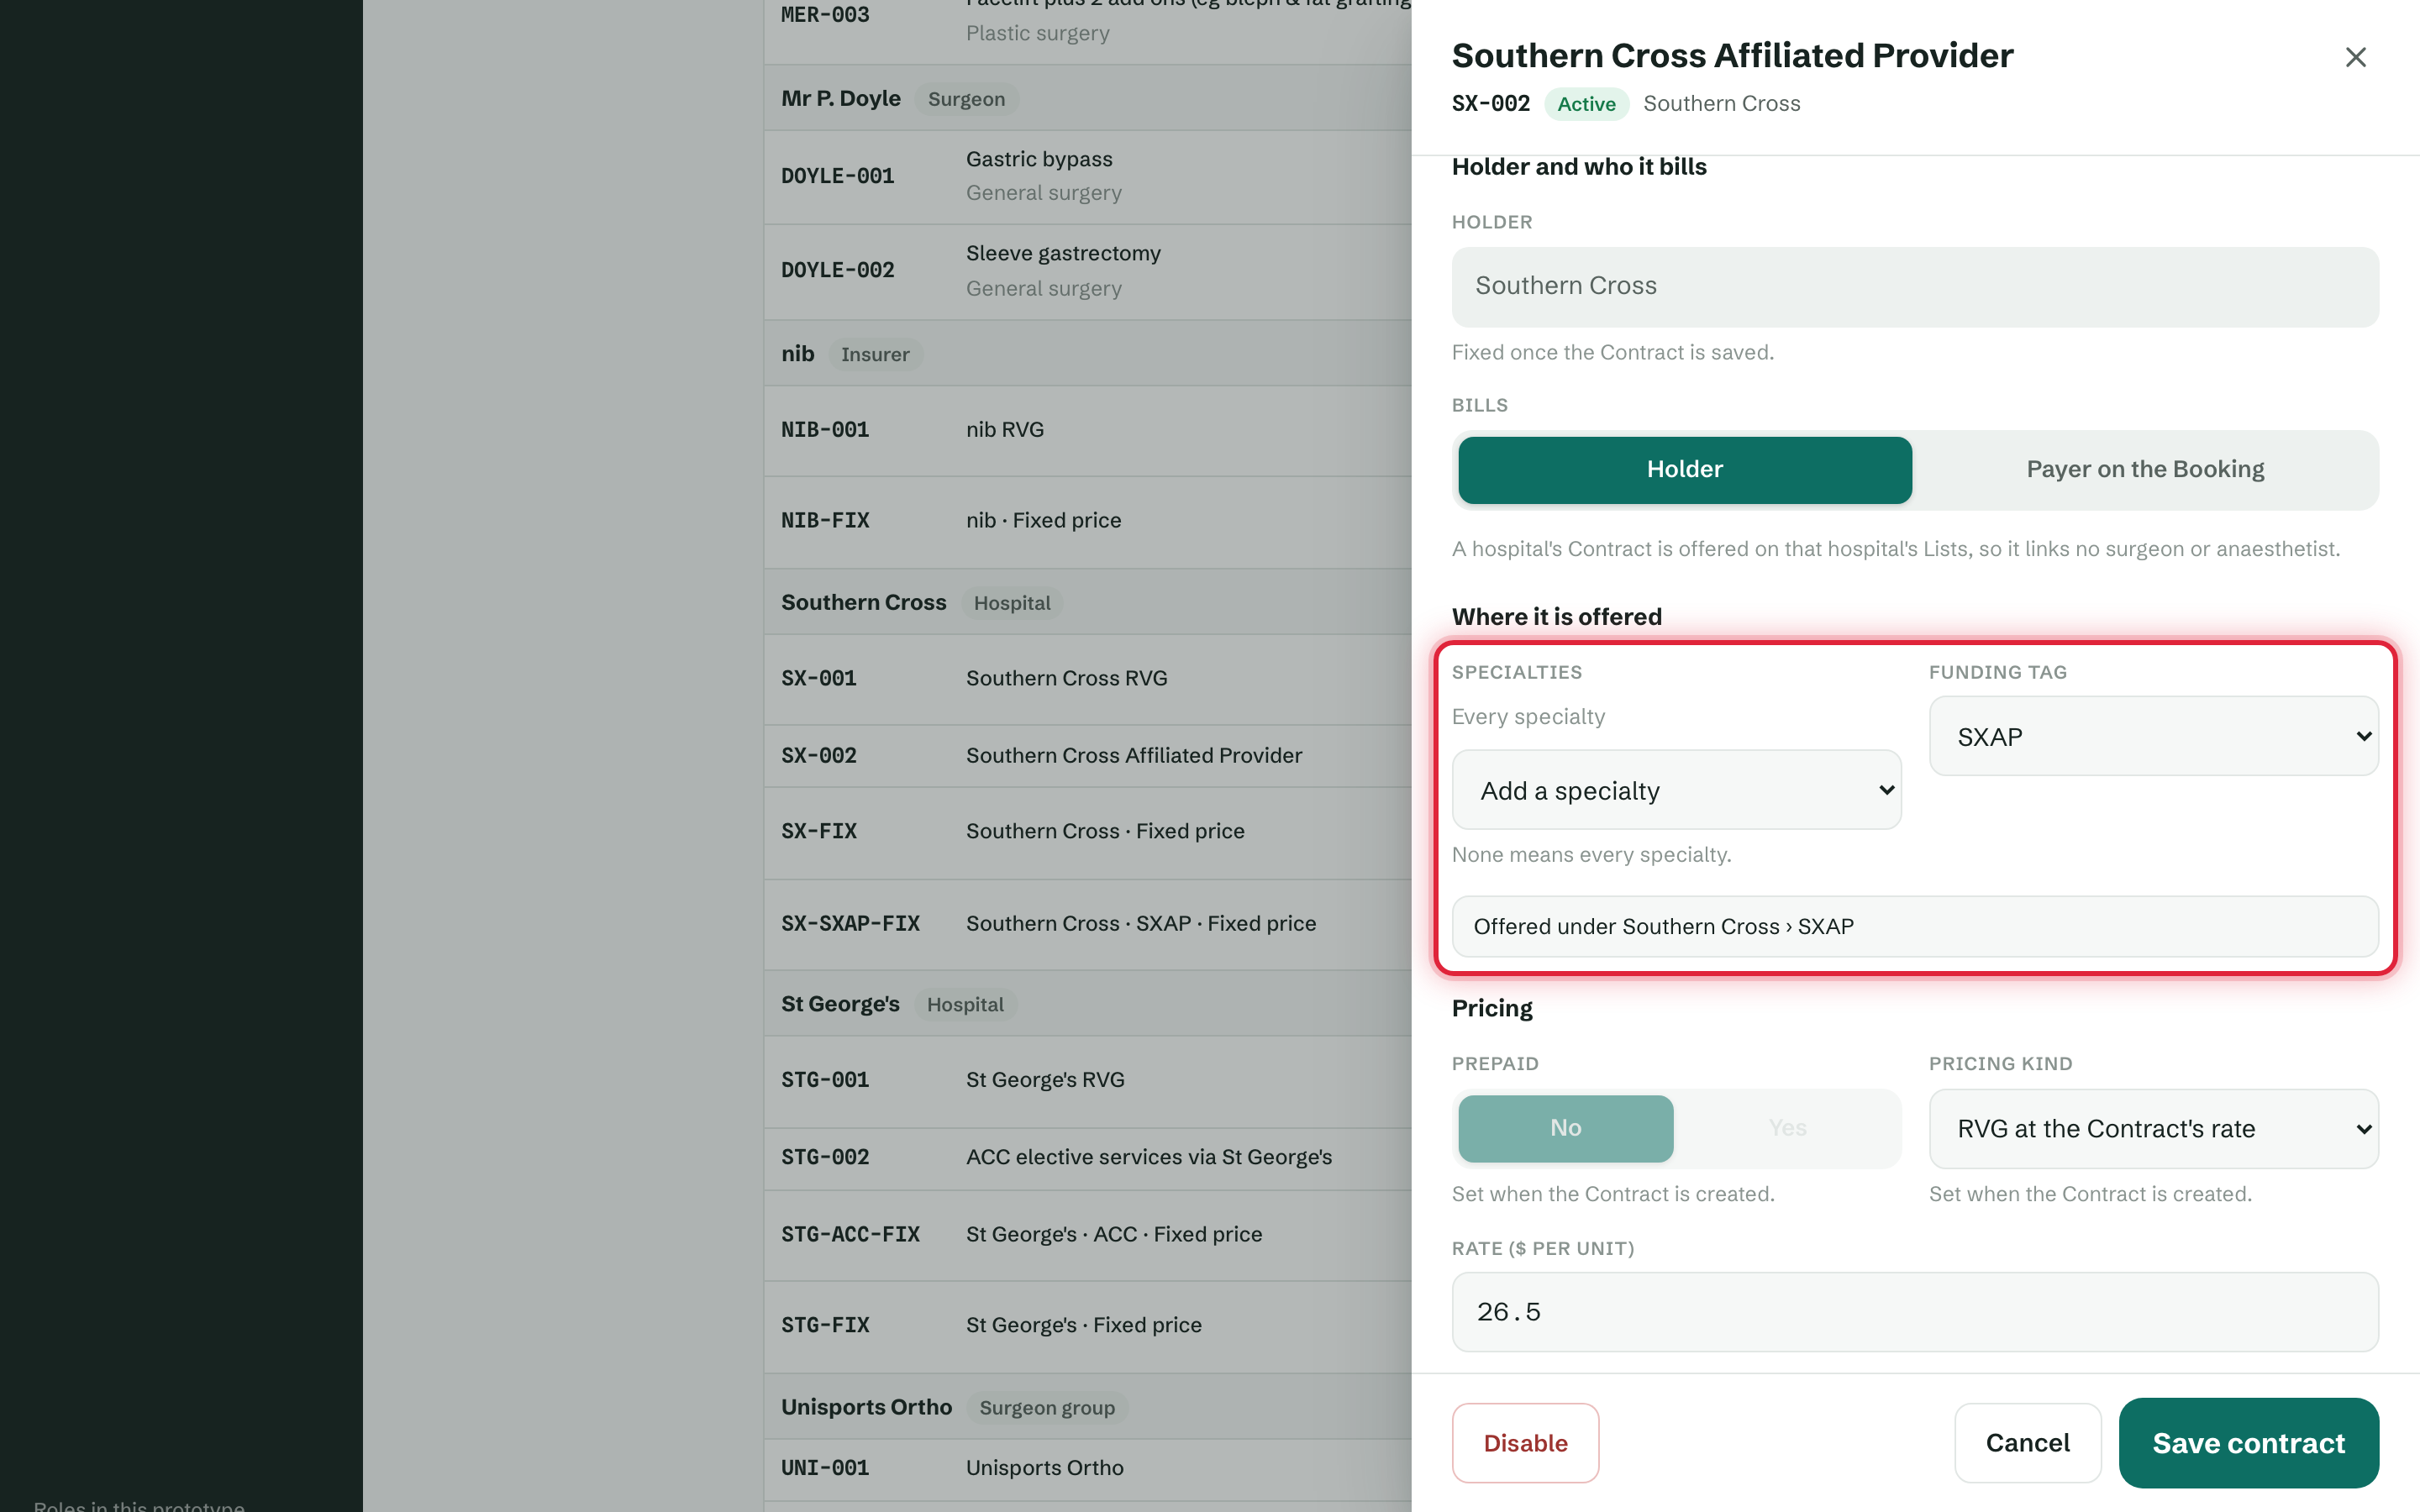 MER-003
Facelift plus 2 add ons (eg bleph & fat grafting
Plastic surgery
Mr P. Doyle Surgeon
DOYLE-001
Gastric bypass
General surgery
DOYLE-002
Sleeve gastrectomy
General surgery
nib Insurer
NIB-001 nib RVG
NIB-FIX nib · Fixed price
Southern Cross Hospital
SX-001 Southern Cross RVG
SX-002 Southern Cross Affiliated Provider
SX-FIX Southern Cross · Fixed price
SX-SXAP-FIX Southern Cross · SXAP · Fixed price
St George's Hospital
STG-001 St George's RVG
STG-002 ACC elective services via St George's
STG-ACC-FIX St George's · ACC · Fixed price
STG-FIX St George's · Fixed price
Unisports Ortho Surgeon group
UNI-001 Unisports Ortho
Roles in this prototype
Southern Cross Affiliated Provider
SX-002 Active Southern Cross
Holder and who it bills
HOLDER
Southern Cross
Fixed once the Contract is saved.
BILLS
Holder Payer on the Booking
A hospital's Contract is offered on that hospital's Lists, so it links no surgeon or anaesthetist.
Where it is offered
SPECIALTIES
Every specialty
Add a specialty
None means every specialty.
FUNDING TAG
SXAP
Offered under Southern Cross › SXAP
Pricing
PREPAID
No Yes
Set when the Contract is created.
PRICING KIND
RVG at the Contract's rate
Set when the Contract is created.
RATE ($ PER UNIT)
26.5
Disable Cancel Save contract